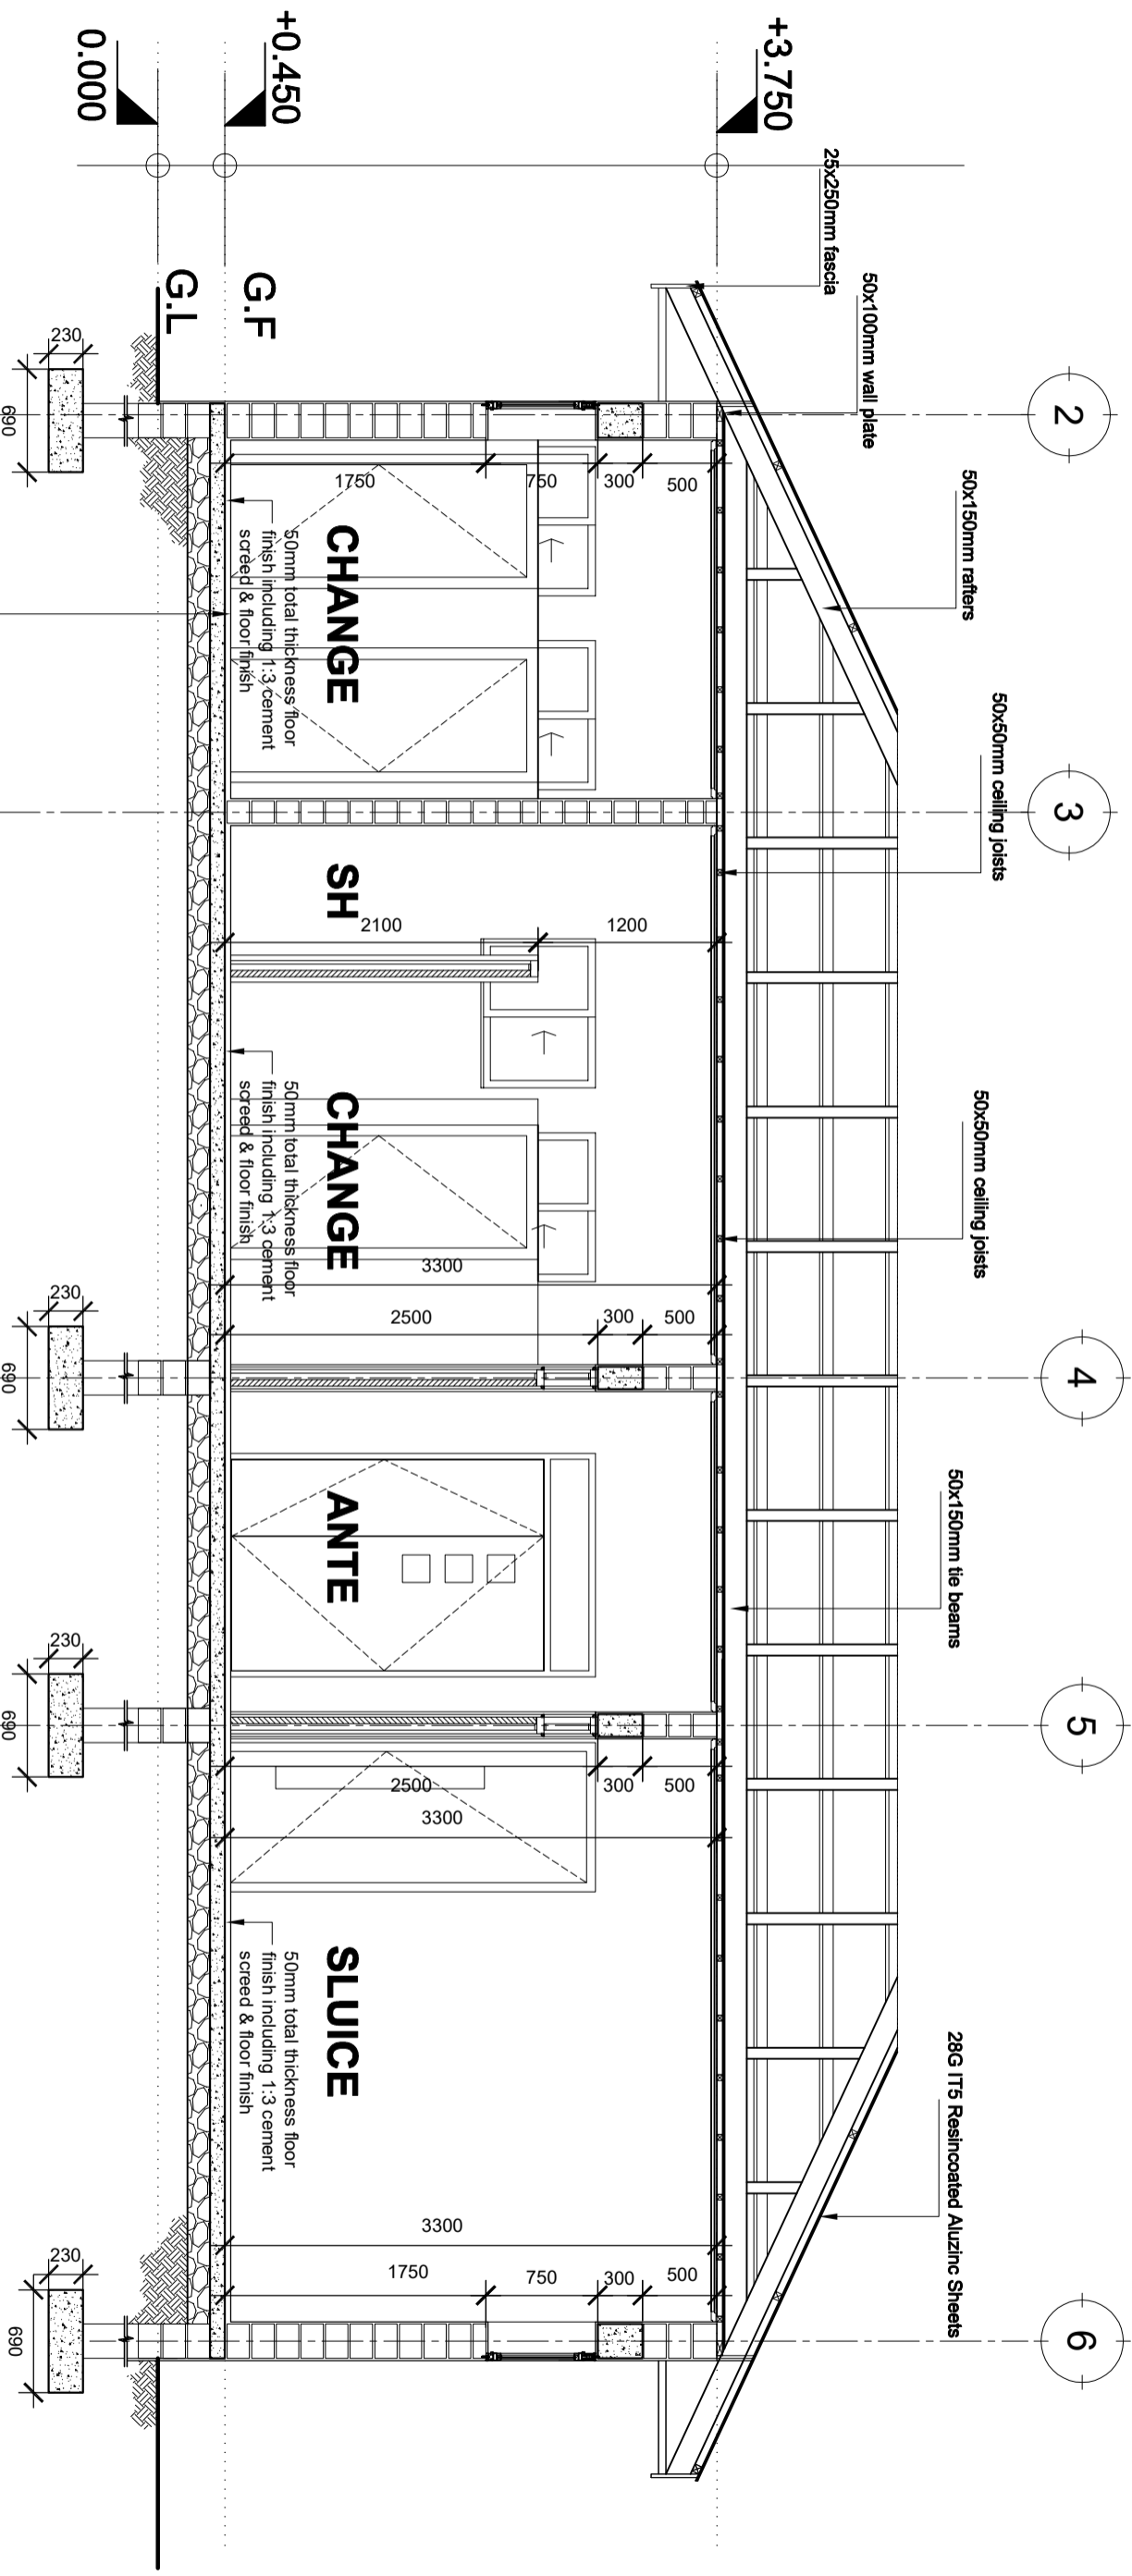 2
3
4
5
6
50x100mm wall plate
25x250mm fascia
50x150mm rafters
50x50mm ceiling joists
50x50mm ceiling joists
50x150mm tie beams
28G IT5 Resincoated Aluzinc Sheets
+3.750
+0.450
0.000
G.F
G.L
500
300
750
1750
1200
2100
3300
500
300
2500
500
300
2500
3300
3300
500
300
750
1750
CHANGE
SH
CHANGE
ANTE
SLUICE
50mm total thickness floor
finish including 1:3 cement
screed & floor finish
50mm total thickness floor
finish including 1:3 cement
screed & floor finish
50mm total thickness floor
finish including 1:3 cement
screed & floor finish
230
690
230
690
230
690
230
690